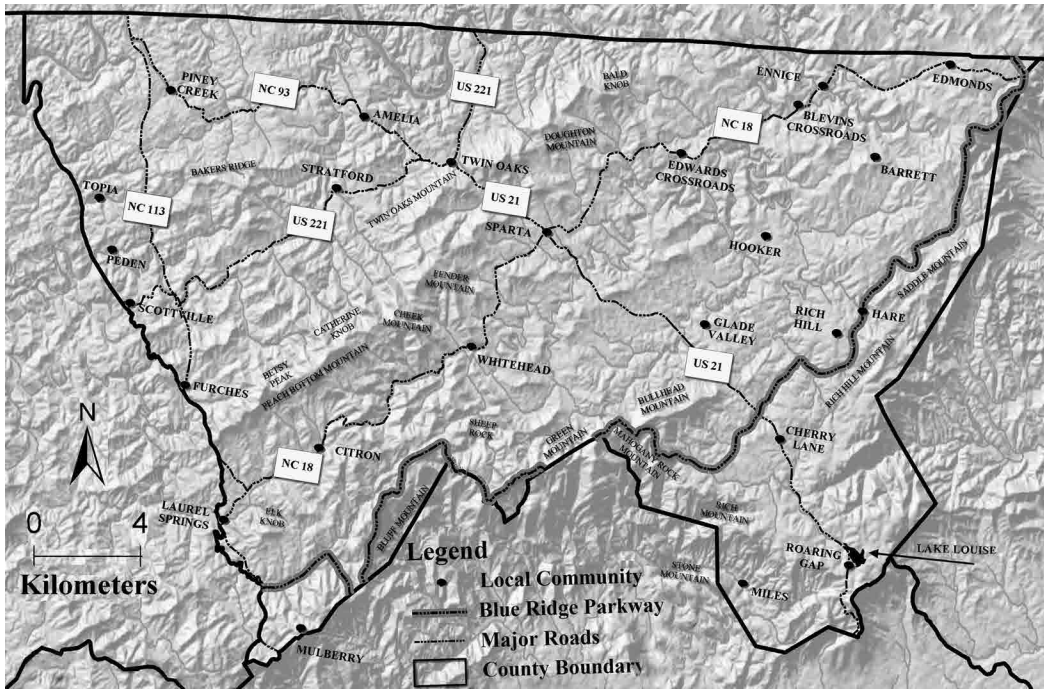 PINEY
CREEK
NC 93
US 221
BALD
KNOB
ENNICE
EDMONDS
AMELIA
NC 18
BLEVINS
CROSSROADS
DOUGHTON
MOUNTAIN
BAKERS RIDGE
STRATFORD
TWIN OAKS
EDWARDS
CROSSROADS
BARRETT
TOPIA
NC 113
TWIN OAKS MOUNTAIN
US 21
US 221
SPARTA
HOOKER
PEDEN
FENDER
MOUNTAIN
SADDLE MOUNTAIN
SCOTTVILLE
CATHERINE
KNOB
CHEEK
MOUNTAIN
GLADE
VALLEY
RICH
HILL
HARE
WHITEHEAD
US 21
BETSY
PEAK
PEACH BOTTOM MOUNTAIN
RICH HILL MOUNTAIN
FURCHES
BULLHEAD
MOUNTAIN
N
SHEEP
ROCK
GREEN
MOUNTAIN
MAHOGANY ROCK
MOUNTAIN
CHERRY
LANE
CITRON
NC 18
LAUREL
SPRINGS
ELK
KNOB
BLUFF MOUNTAIN
RICH
MOUNTAIN
0 4
Kilometers
ROARING
GAP
LAKE LOUISE
STONE
MOUNTAIN
MILES
MULBERRY
Legend
Local Community
Blue Ridge Parkway
Major Roads
County Boundary